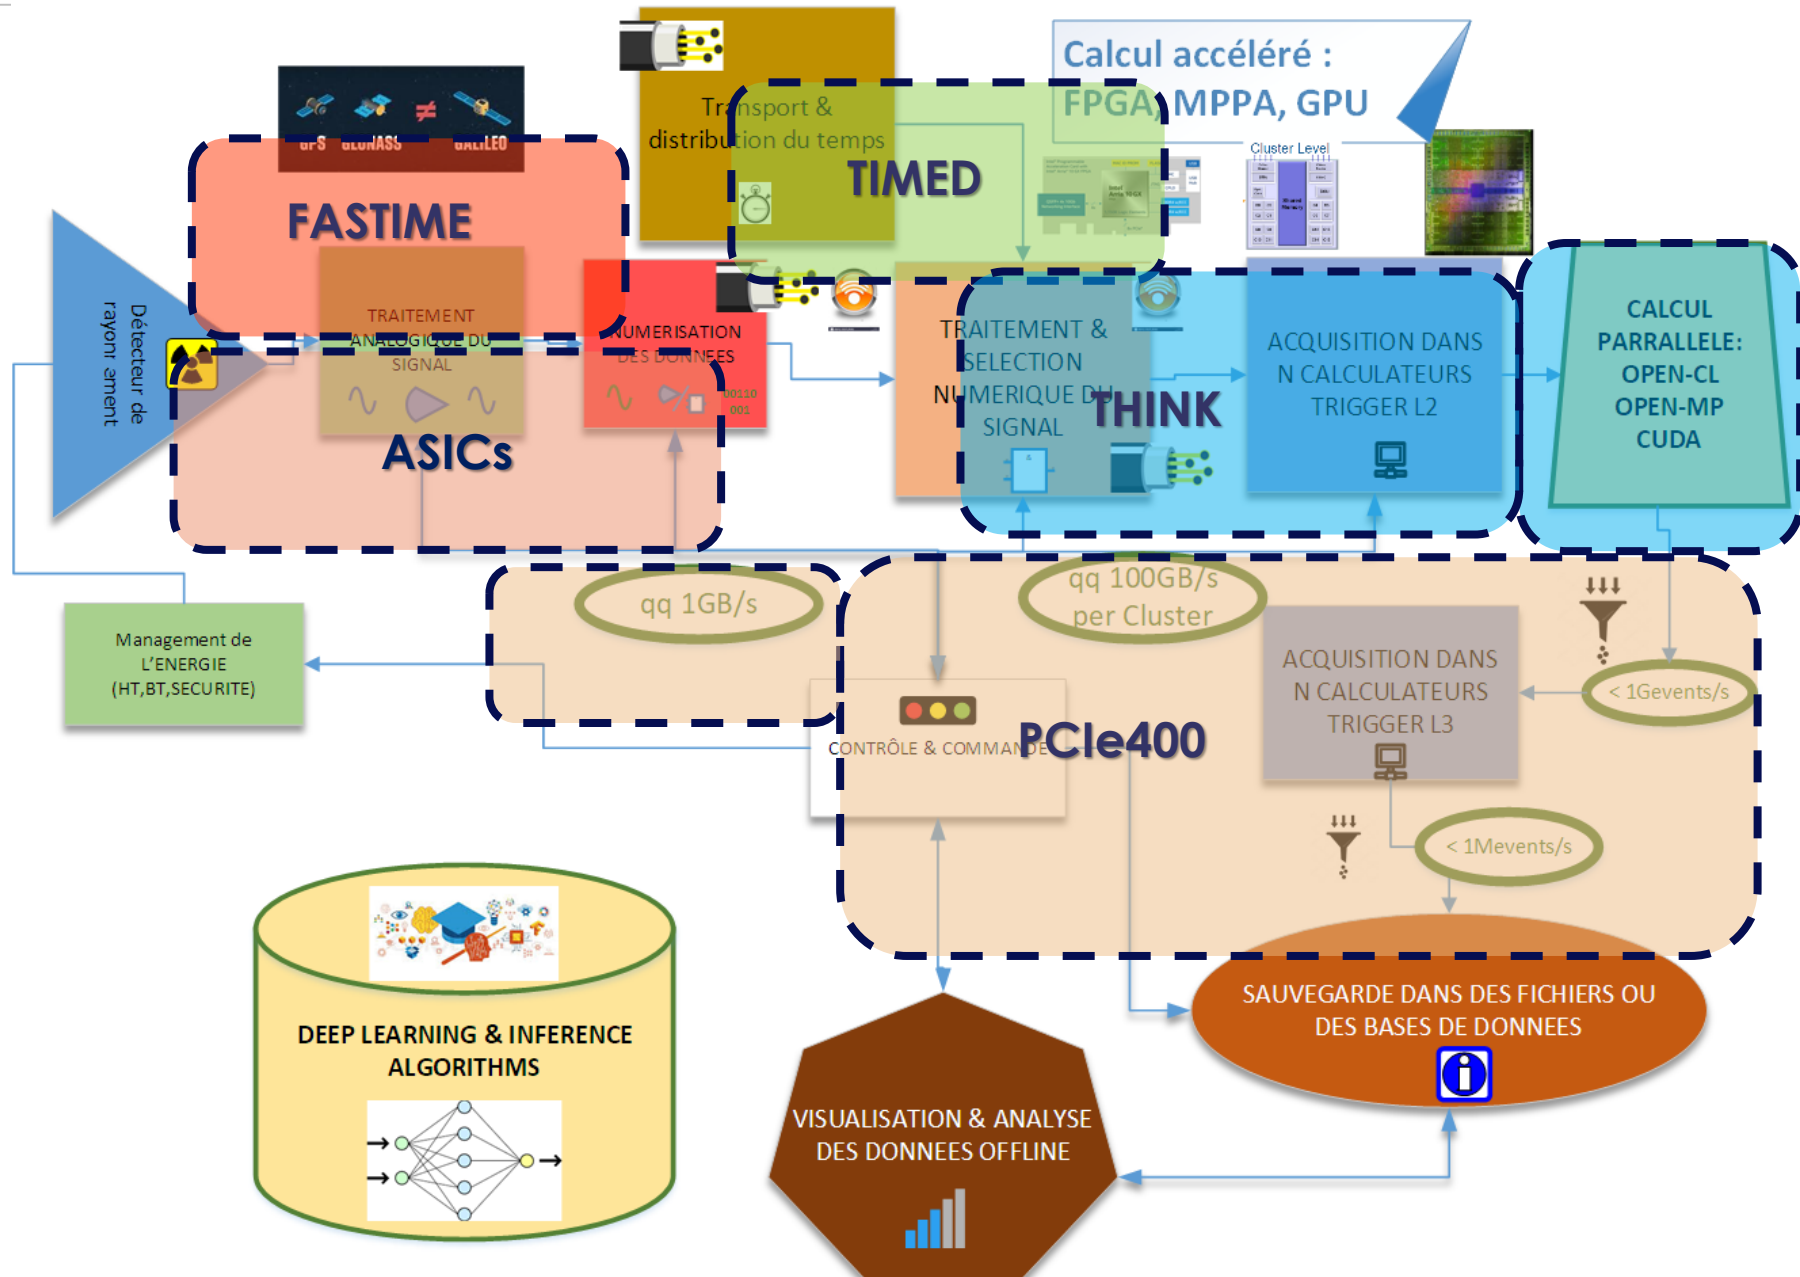 Calcul accéléré :
FPGA, MPPA, GPU
Transport &
distribution du temps
GPS
GLONASS
GALILEO
Cluster Level
Shared
Memory
TIMED
FASTIME
Détecteur de
rayonnement
TRAITEMENT
ANALOGIQUE DU
SIGNAL
NUMERISATION
DES DONNEES
00110
001
ASICs
TRAITEMENT &
SELECTION
NUMERIQUE DU
SIGNAL
&
THINK
ACQUISITION DANS
N CALCULATEURS
TRIGGER L2
CALCUL
PARRALLELE:
OPEN-CL
OPEN-MP
CUDA
qq 1GB/s
qq 100GB/s
per Cluster
Management de
L'ENERGIE
(HT,BT,SECURITE)
ACQUISITION DANS
N CALCULATEURS
TRIGGER L3
< 1Gevents/s
CONTRÔLE & COMMANDE
PCIe400
< 1Mevents/s
DEEP LEARNING & INFERENCE
ALGORITHMS
SAUVEGARDE DANS DES FICHIERS OU
DES BASES DE DONNEES
VISUALISATION & ANALYSE
DES DONNEES OFFLINE